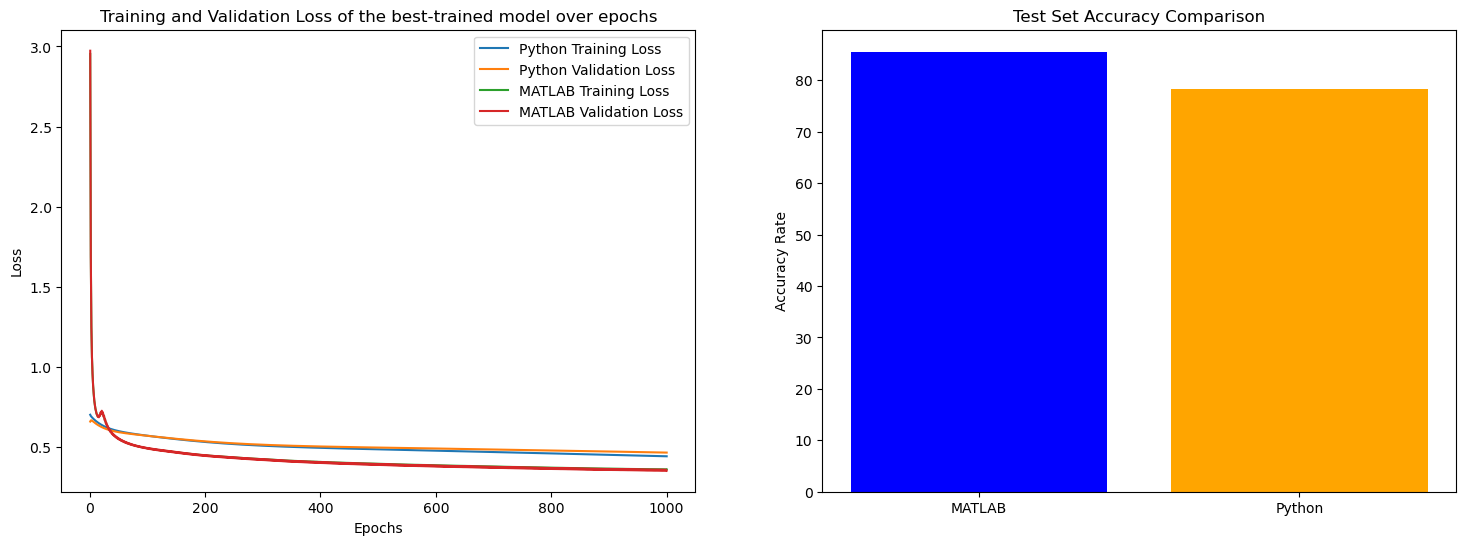 Training and Validation Loss of the best-trained model over epochs
3.0
2.5
2.0
1.5
1.0
0.5
Loss
0 200 400 600 800 1000
Epochs
Python Training Loss
Python Validation Loss
MATLAB Training Loss
MATLAB Validation Loss
Test Set Accuracy Comparison
80
70
60
50
40
30
20
10
0
Accuracy Rate
MATLAB Python